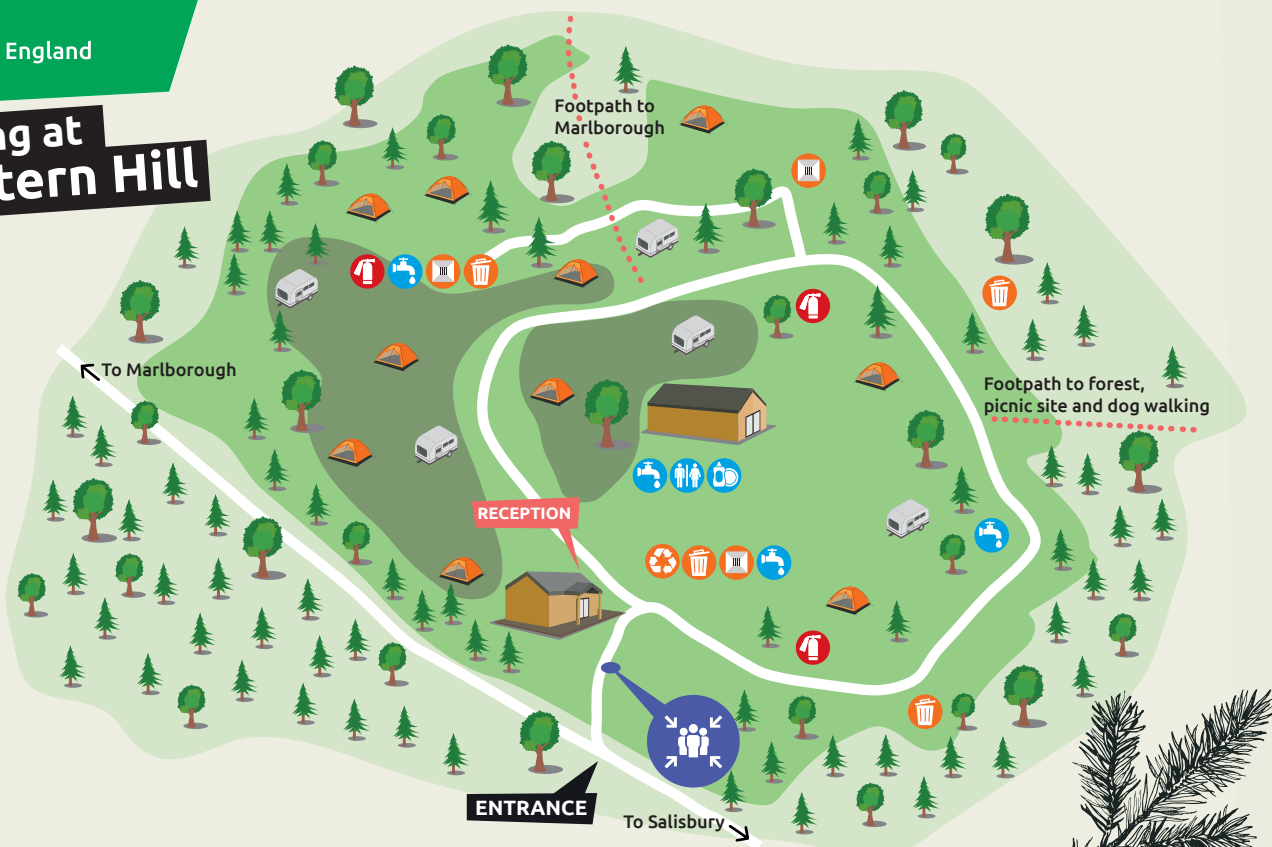 England
ng at
tern Hill
Footpath to
Marlborough
To Marlborough
Footpath to forest,
picnic site and dog walking
RECEPTION
ENTRANCE
To Salisbury